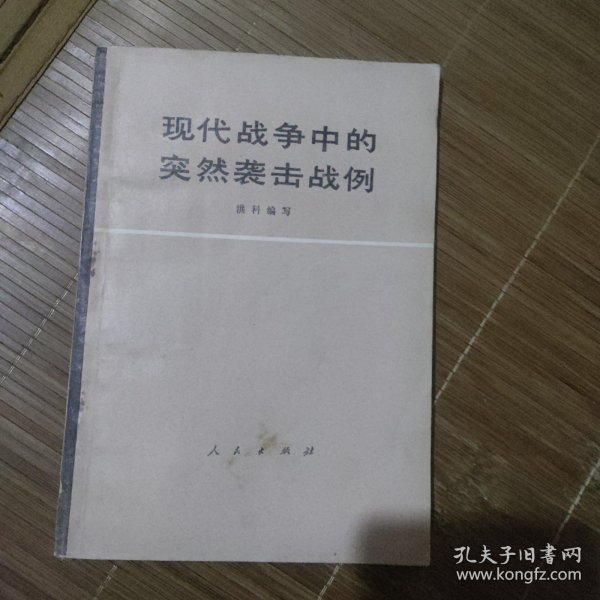 现代战争中的
突然袭击战例
洪科编写
人民出版社
孔夫子旧書网
www.kongfz.com